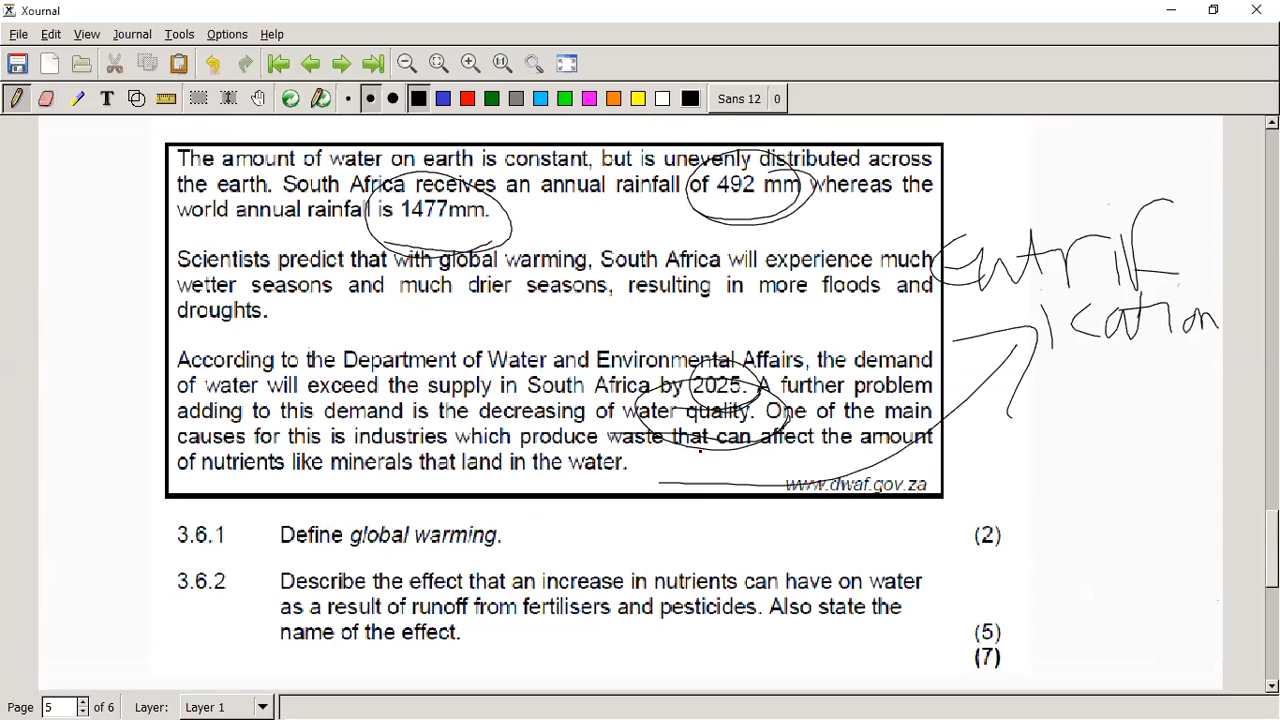 Xournal
File Edit View Journal Tools Options Help
Sans 12 0
The amount of water on earth is constant, but is unevenly distributed across
the earth. South Africa receives an annual rainfall of 492 mm whereas the
world annual rainfall is 1477mm.
Scientists predict that with global warming, South Africa will experience much
wetter seasons and much drier seasons, resulting in more floods and
droughts.
According to the Department of Water and Environmental Affairs, the demand
of water will exceed the supply in South Africa by 2025. A further problem
adding to this demand is the decreasing of water quality. One of the main
causes for this is industries which produce waste that can affect the amount
of nutrients like minerals that land in the water.
www.dwaf.gov.za
3.6.1 Define global warming. (2)
3.6.2 Describe the effect that an increase in nutrients can have on water
as a result of runoff from fertilisers and pesticides. Also state the
name of the effect. (5)
(7)
ication
Page 5 of 6 Layer: Layer 1